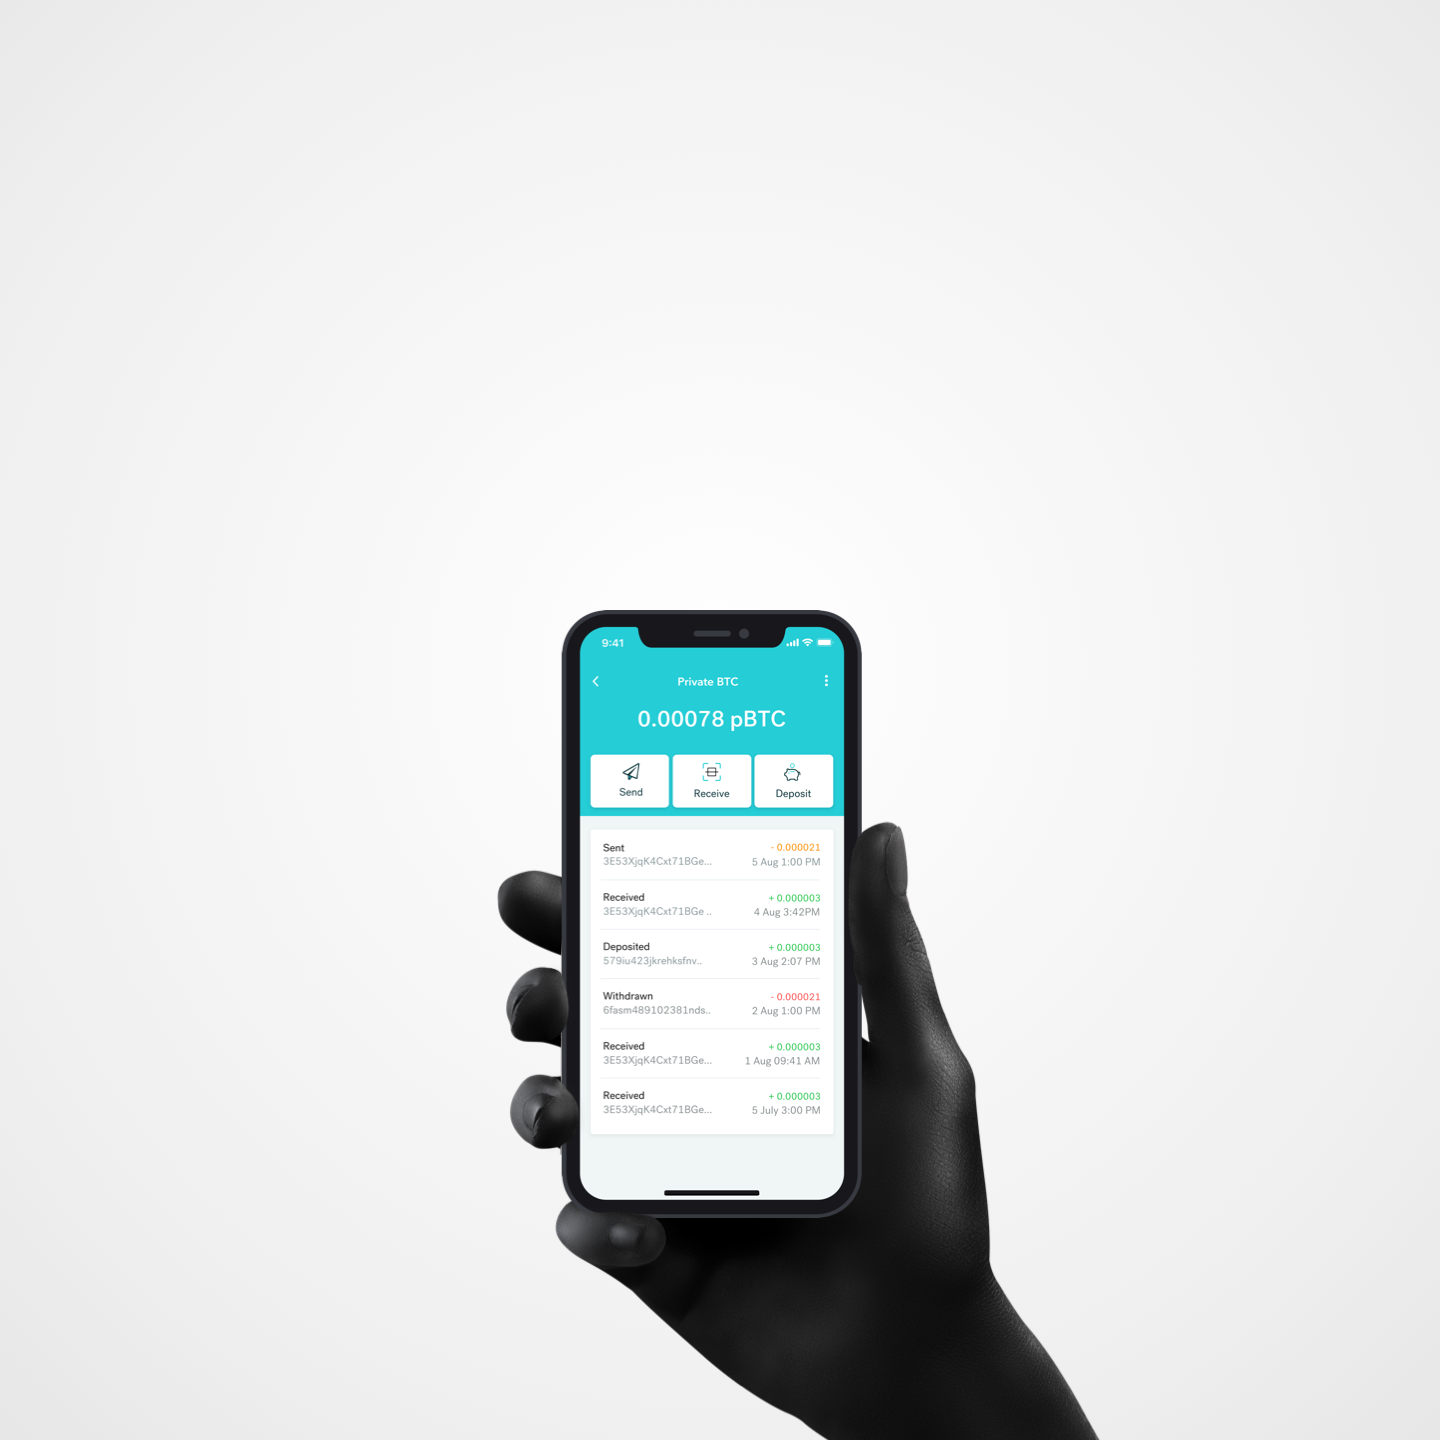 9:41
Private BTC
0.00078 pBTC
Send Receive Deposit
Sent - 0.000021
3E53XjqK4Cxt71BGe... 5 Aug 1:00 PM
Received + 0.000003
3E53XjqK4Cxt71BGe .. 4 Aug 3:42PM
Deposited + 0.000003
579iu423jkrehksfnv.. 3 Aug 2:07 PM
Withdrawn - 0.000021
6fasm489102381nds.. 2 Aug 1:00 PM
Received + 0.000003
3E53XjqK4Cxt71BGe... 1 Aug 09:41 AM
Received + 0.000003
3E53XjqK4Cxt71BGe... 5 July 3:00 PM